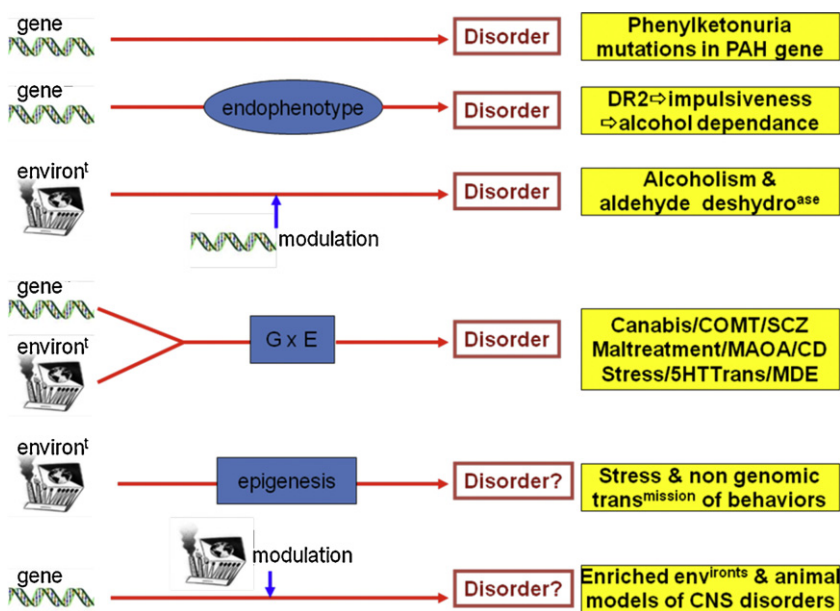 gene
Disorder
Phenylketonuria
mutations in PAH gene
gene
endophenotype
Disorder
DR2⇨impulsiveness
⇨alcohol dependance
environᵗ
Disorder
Alcoholism &
aldehyde deshydroᵃˢᵉ
modulation
gene
environᵗ
G x E
Disorder
Canabis/COMT/SCZ
Maltreatment/MAOA/CD
Stress/5HTTrans/MDE
environᵗ
epigenesis
Disorder?
Stress & non genomic
transᵐⁱˢˢⁱᵒⁿ of behaviors
modulation
gene
Disorder?
Enriched envⁱʳᵒⁿᵗˢ & animal
models of CNS disorders